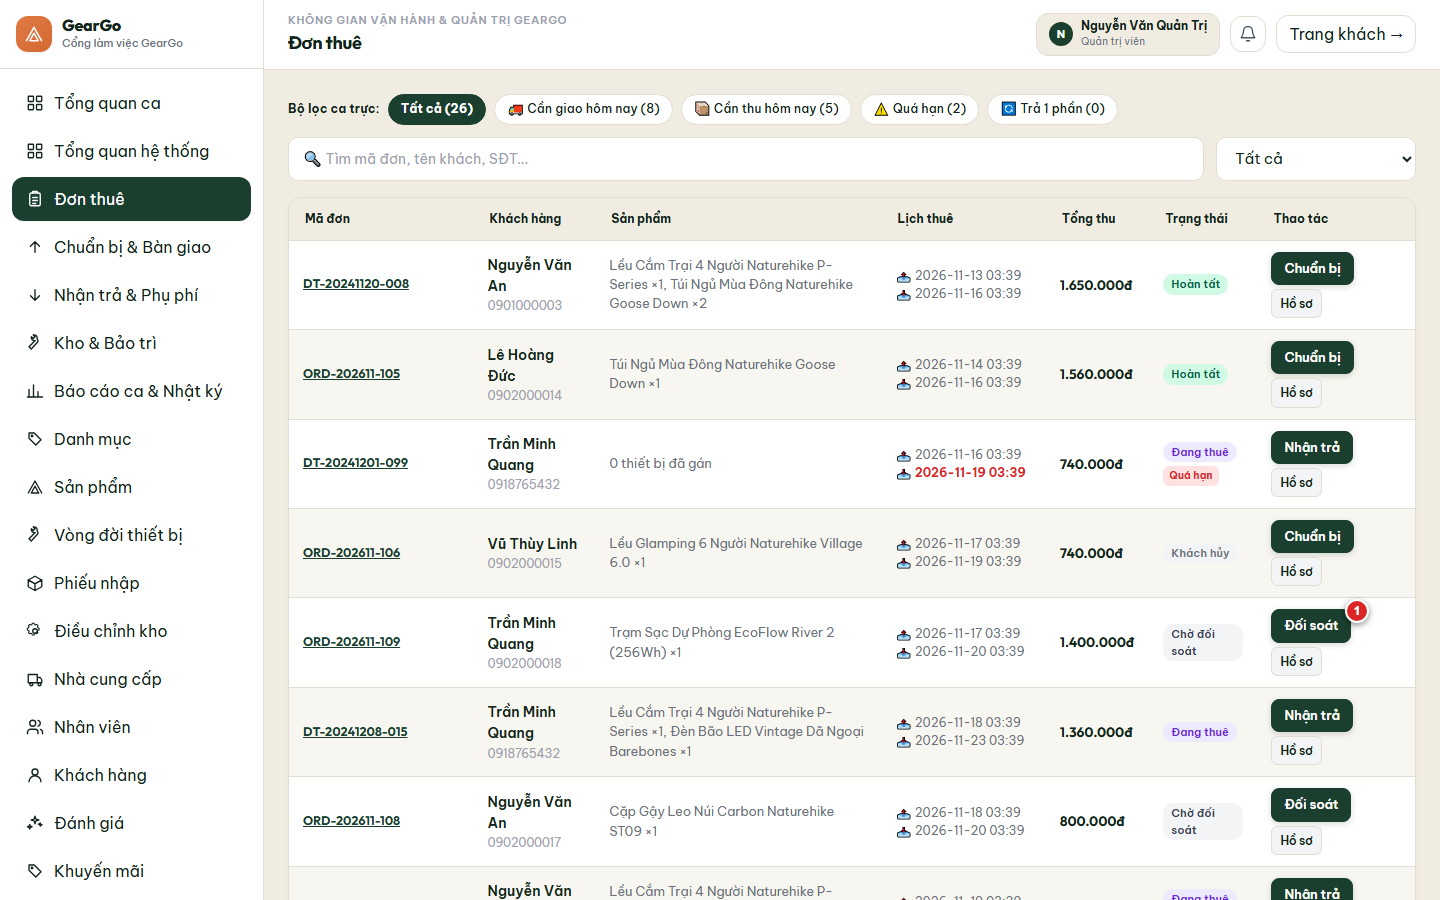 GearGo
Cổng làm việc GearGo
Tổng quan ca
Tổng quan hệ thống
Đơn thuê
Chuẩn bị & Bàn giao
Nhận trả & Phụ phí
Kho & Bảo trì
Báo cáo ca & Nhật ký
Danh mục
Sản phẩm
Vòng đời thiết bị
Phiếu nhập
Điều chỉnh kho
Nhà cung cấp
Nhân viên
Khách hàng
Đánh giá
Khuyến mãi
KHÔNG GIAN VẬN HÀNH & QUẢN TRỊ GEARGO
Đơn thuê
N
Nguyễn Văn Quản Trị
Quản trị viên
Trang khách →
Bộ lọc ca trực:
Tất cả (26)
Cần giao hôm nay (8)
Cần thu hôm nay (5)
Quá hạn (2)
Trả 1 phần (0)
Tìm mã đơn, tên khách, SĐT...
Tất cả
Mã đơn Khách hàng Sản phẩm Lịch thuê Tổng thu Trạng thái Thao tác
DT-20241120-008
Nguyễn Văn
An
0901000003
Lều Cắm Trại 4 Người Naturehike P-
Series ×1, Túi Ngủ Mùa Đông Naturehike
Goose Down ×2
2026-11-13 03:39
2026-11-16 03:39
1.650.000đ
Hoàn tất
Chuẩn bị
Hồ sơ
ORD-202611-105
Lê Hoàng
Đức
0902000014
Túi Ngủ Mùa Đông Naturehike Goose
Down ×1
2026-11-14 03:39
2026-11-16 03:39
1.560.000đ
Hoàn tất
Chuẩn bị
Hồ sơ
DT-20241201-099
Trần Minh
Quang
0918765432
0 thiết bị đã gán
2026-11-16 03:39
2026-11-19 03:39
740.000đ
Đang thuê
Quá hạn
Nhận trả
Hồ sơ
ORD-202611-106
Vũ Thùy Linh
0902000015
Lều Glamping 6 Người Naturehike Village
6.0 ×1
2026-11-17 03:39
2026-11-19 03:39
740.000đ
Khách hủy
Chuẩn bị
Hồ sơ
ORD-202611-109
Trần Minh
Quang
0902000018
Trạm Sạc Dự Phòng EcoFlow River 2
(256Wh) ×1
2026-11-17 03:39
2026-11-20 03:39
1.400.000đ
Chờ đối
soát
Đối soát
1
Hồ sơ
DT-20241208-015
Trần Minh
Quang
0918765432
Lều Cắm Trại 4 Người Naturehike P-
Series ×1, Đèn Bão LED Vintage Dã Ngoại
Barebones ×1
2026-11-18 03:39
2026-11-23 03:39
1.360.000đ
Đang thuê
Nhận trả
Hồ sơ
ORD-202611-108
Nguyễn Văn
An
0902000017
Cặp Gậy Leo Núi Carbon Naturehike
ST09 ×1
2026-11-18 03:39
2026-11-20 03:39
800.000đ
Chờ đối
soát
Đối soát
Hồ sơ
Nguyễn Văn
Lều Cắm Trại 4 Người Naturehike P-
2026-11-19 03:39
Đang thuê
Nhận trả